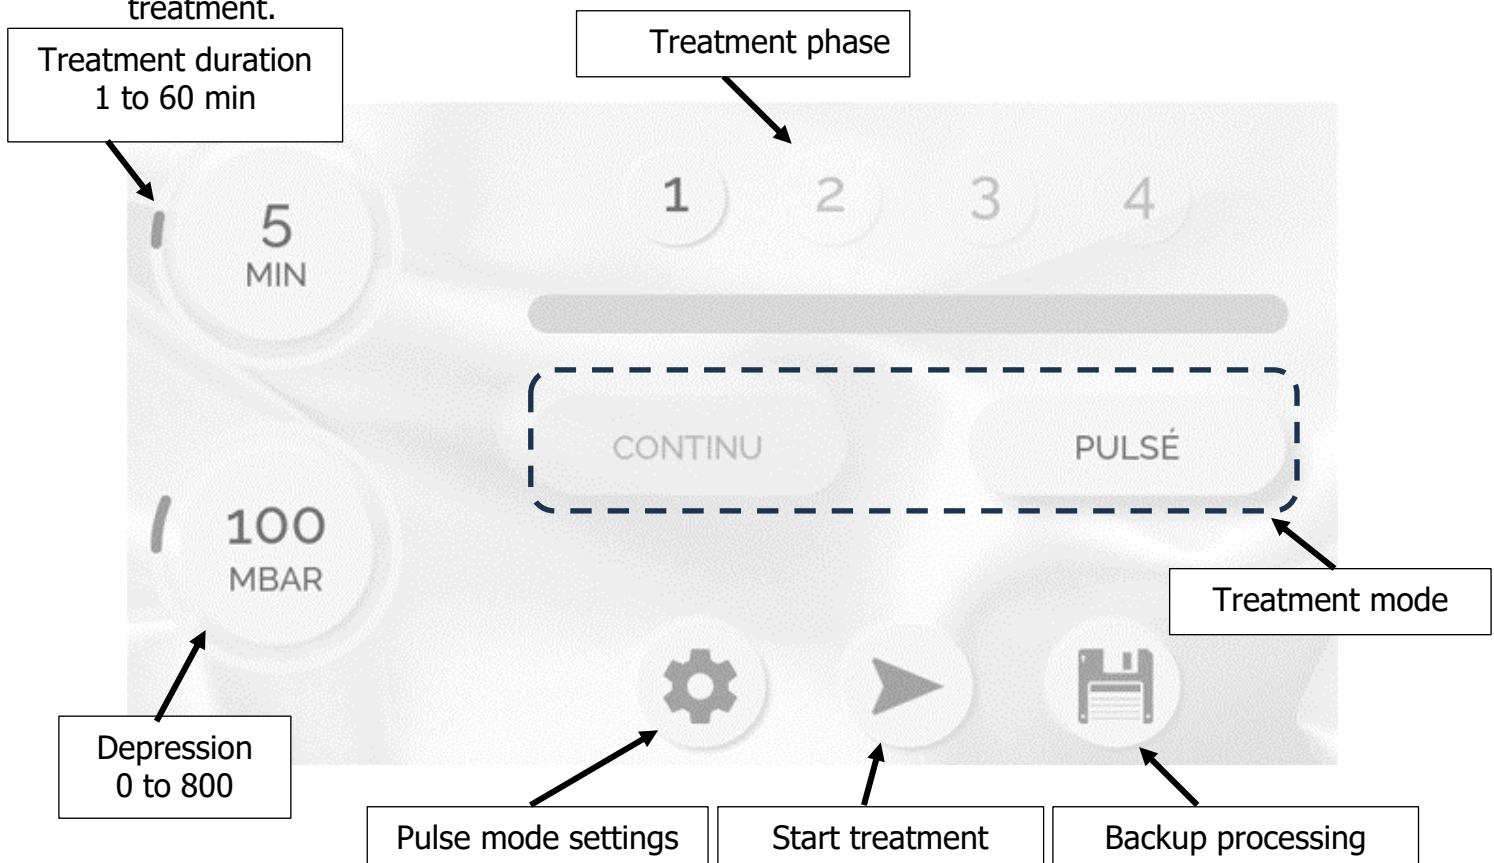 treatment.
Treatment duration
1 to 60 min
Treatment phase
1 2 3 4
5
MIN
CONTINU PULSÉ
100
MBAR
Treatment mode
Depression
0 to 800
Pulse mode settings
Start treatment
Backup processing